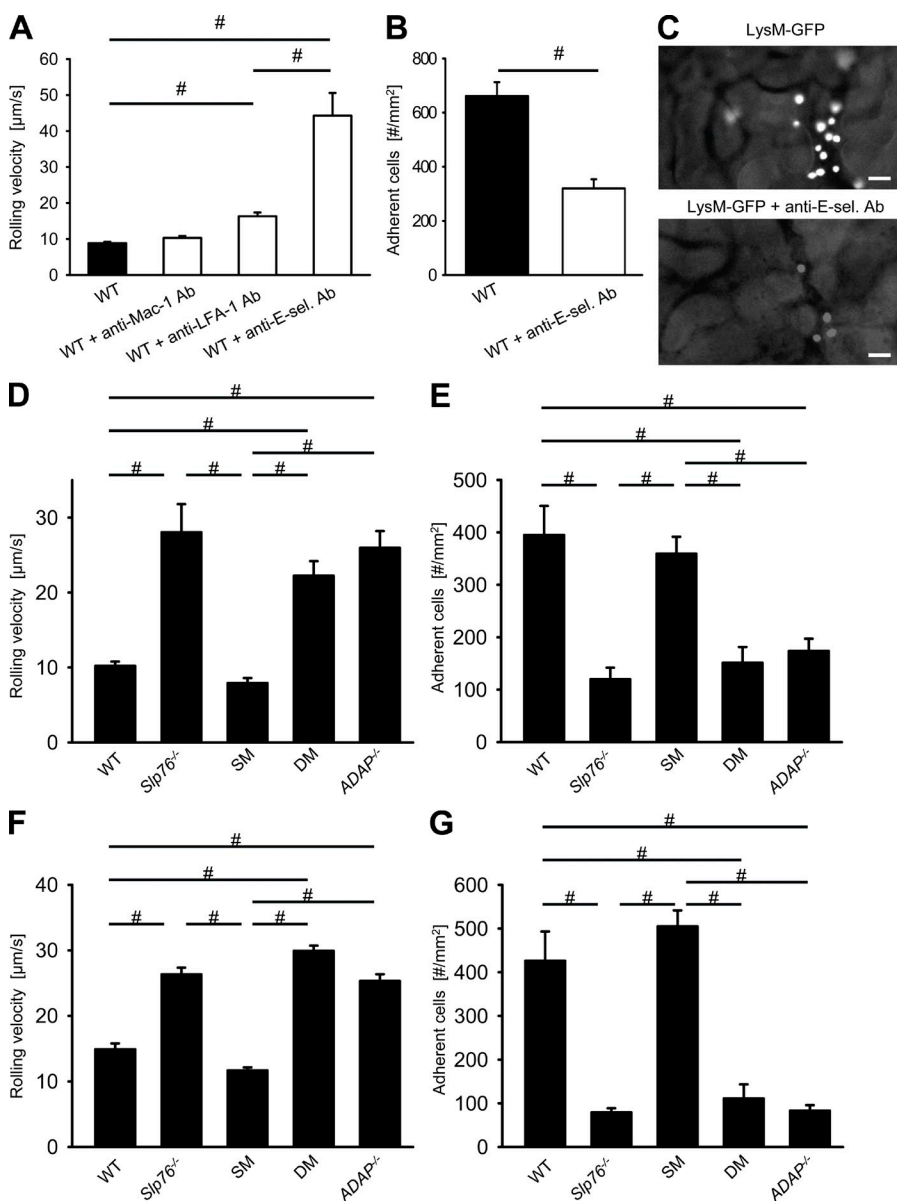 A
#
#
#
Rolling velocity [µm/s]
60
50
40
30
20
10
0
WT
WT + anti-Mac-1 Ab
WT + anti-LFA-1 Ab
WT + anti-E-sel. Ab
B
#
Adherent cells [#/mm²]
800
600
400
200
0
WT
WT + anti-E-sel. Ab
C
LysM-GFP
LysM-GFP + anti-E-sel. Ab
D
#
#
#
# # #
Rolling velocity [µm/s]
30
20
10
0
WT
Slp76-/-
SM
DM
ADAP-/-
E
#
#
#
# # #
Adherent cells [#/mm²]
500
400
300
200
100
0
WT
Slp76-/-
SM
DM
ADAP-/-
F
#
#
#
# # #
Rolling velocity [µm/s]
40
30
20
10
0
WT
Slp76-/-
SM
DM
ADAP-/-
G
#
#
#
# # #
Adherent cells [#/mm²]
600
500
400
300
200
100
0
WT
Slp76-/-
SM
DM
ADAP-/-